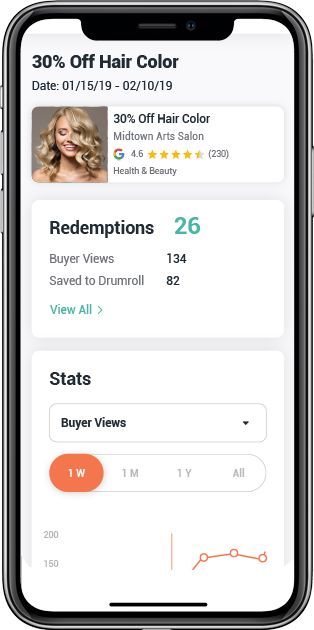 30% Off Hair Color
Date: 01/15/19 - 02/10/19
30% Off Hair Color
Midtown Arts Salon
4.6 (230)
Health & Beauty
Redemptions 26
Buyer Views 134
Saved to Drumroll 82
View All
Stats
Buyer Views
1 W 1 M 1 Y All
200
150